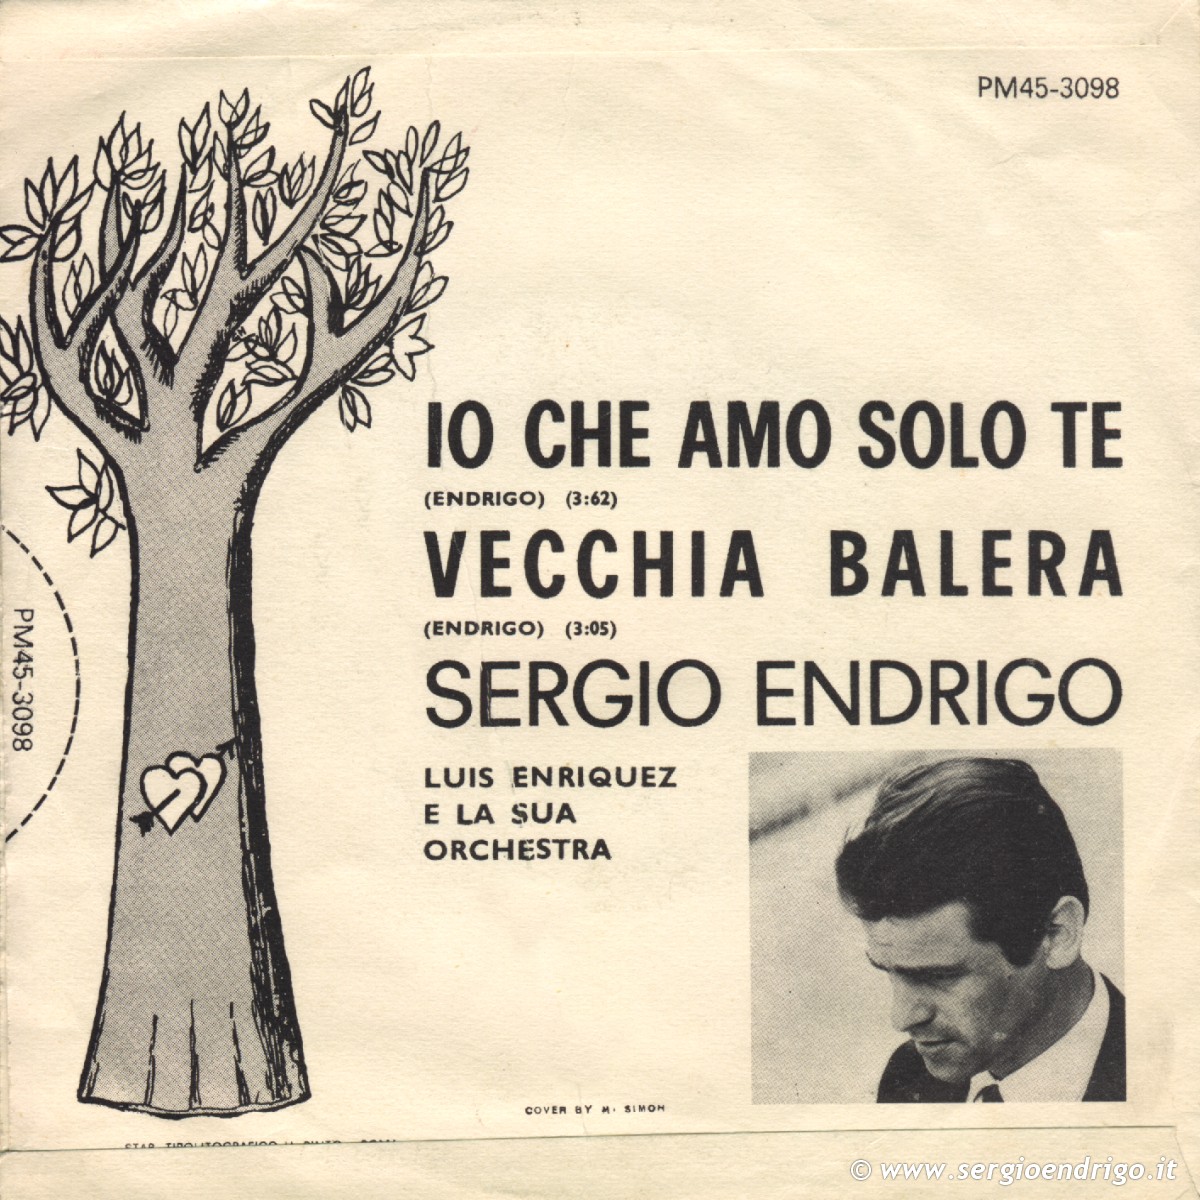 PM45-3098
IO CHE AMO SOLO TE
(ENDRIGO) (3:62)
VECCHIA BALERA
(ENDRIGO) (3:05)
SERGIO ENDRIGO
LUIS ENRIQUEZ
E LA SUA
ORCHESTRA
PM45-3098
COVER BY M. SIMON
© www.sergioendrigo.it